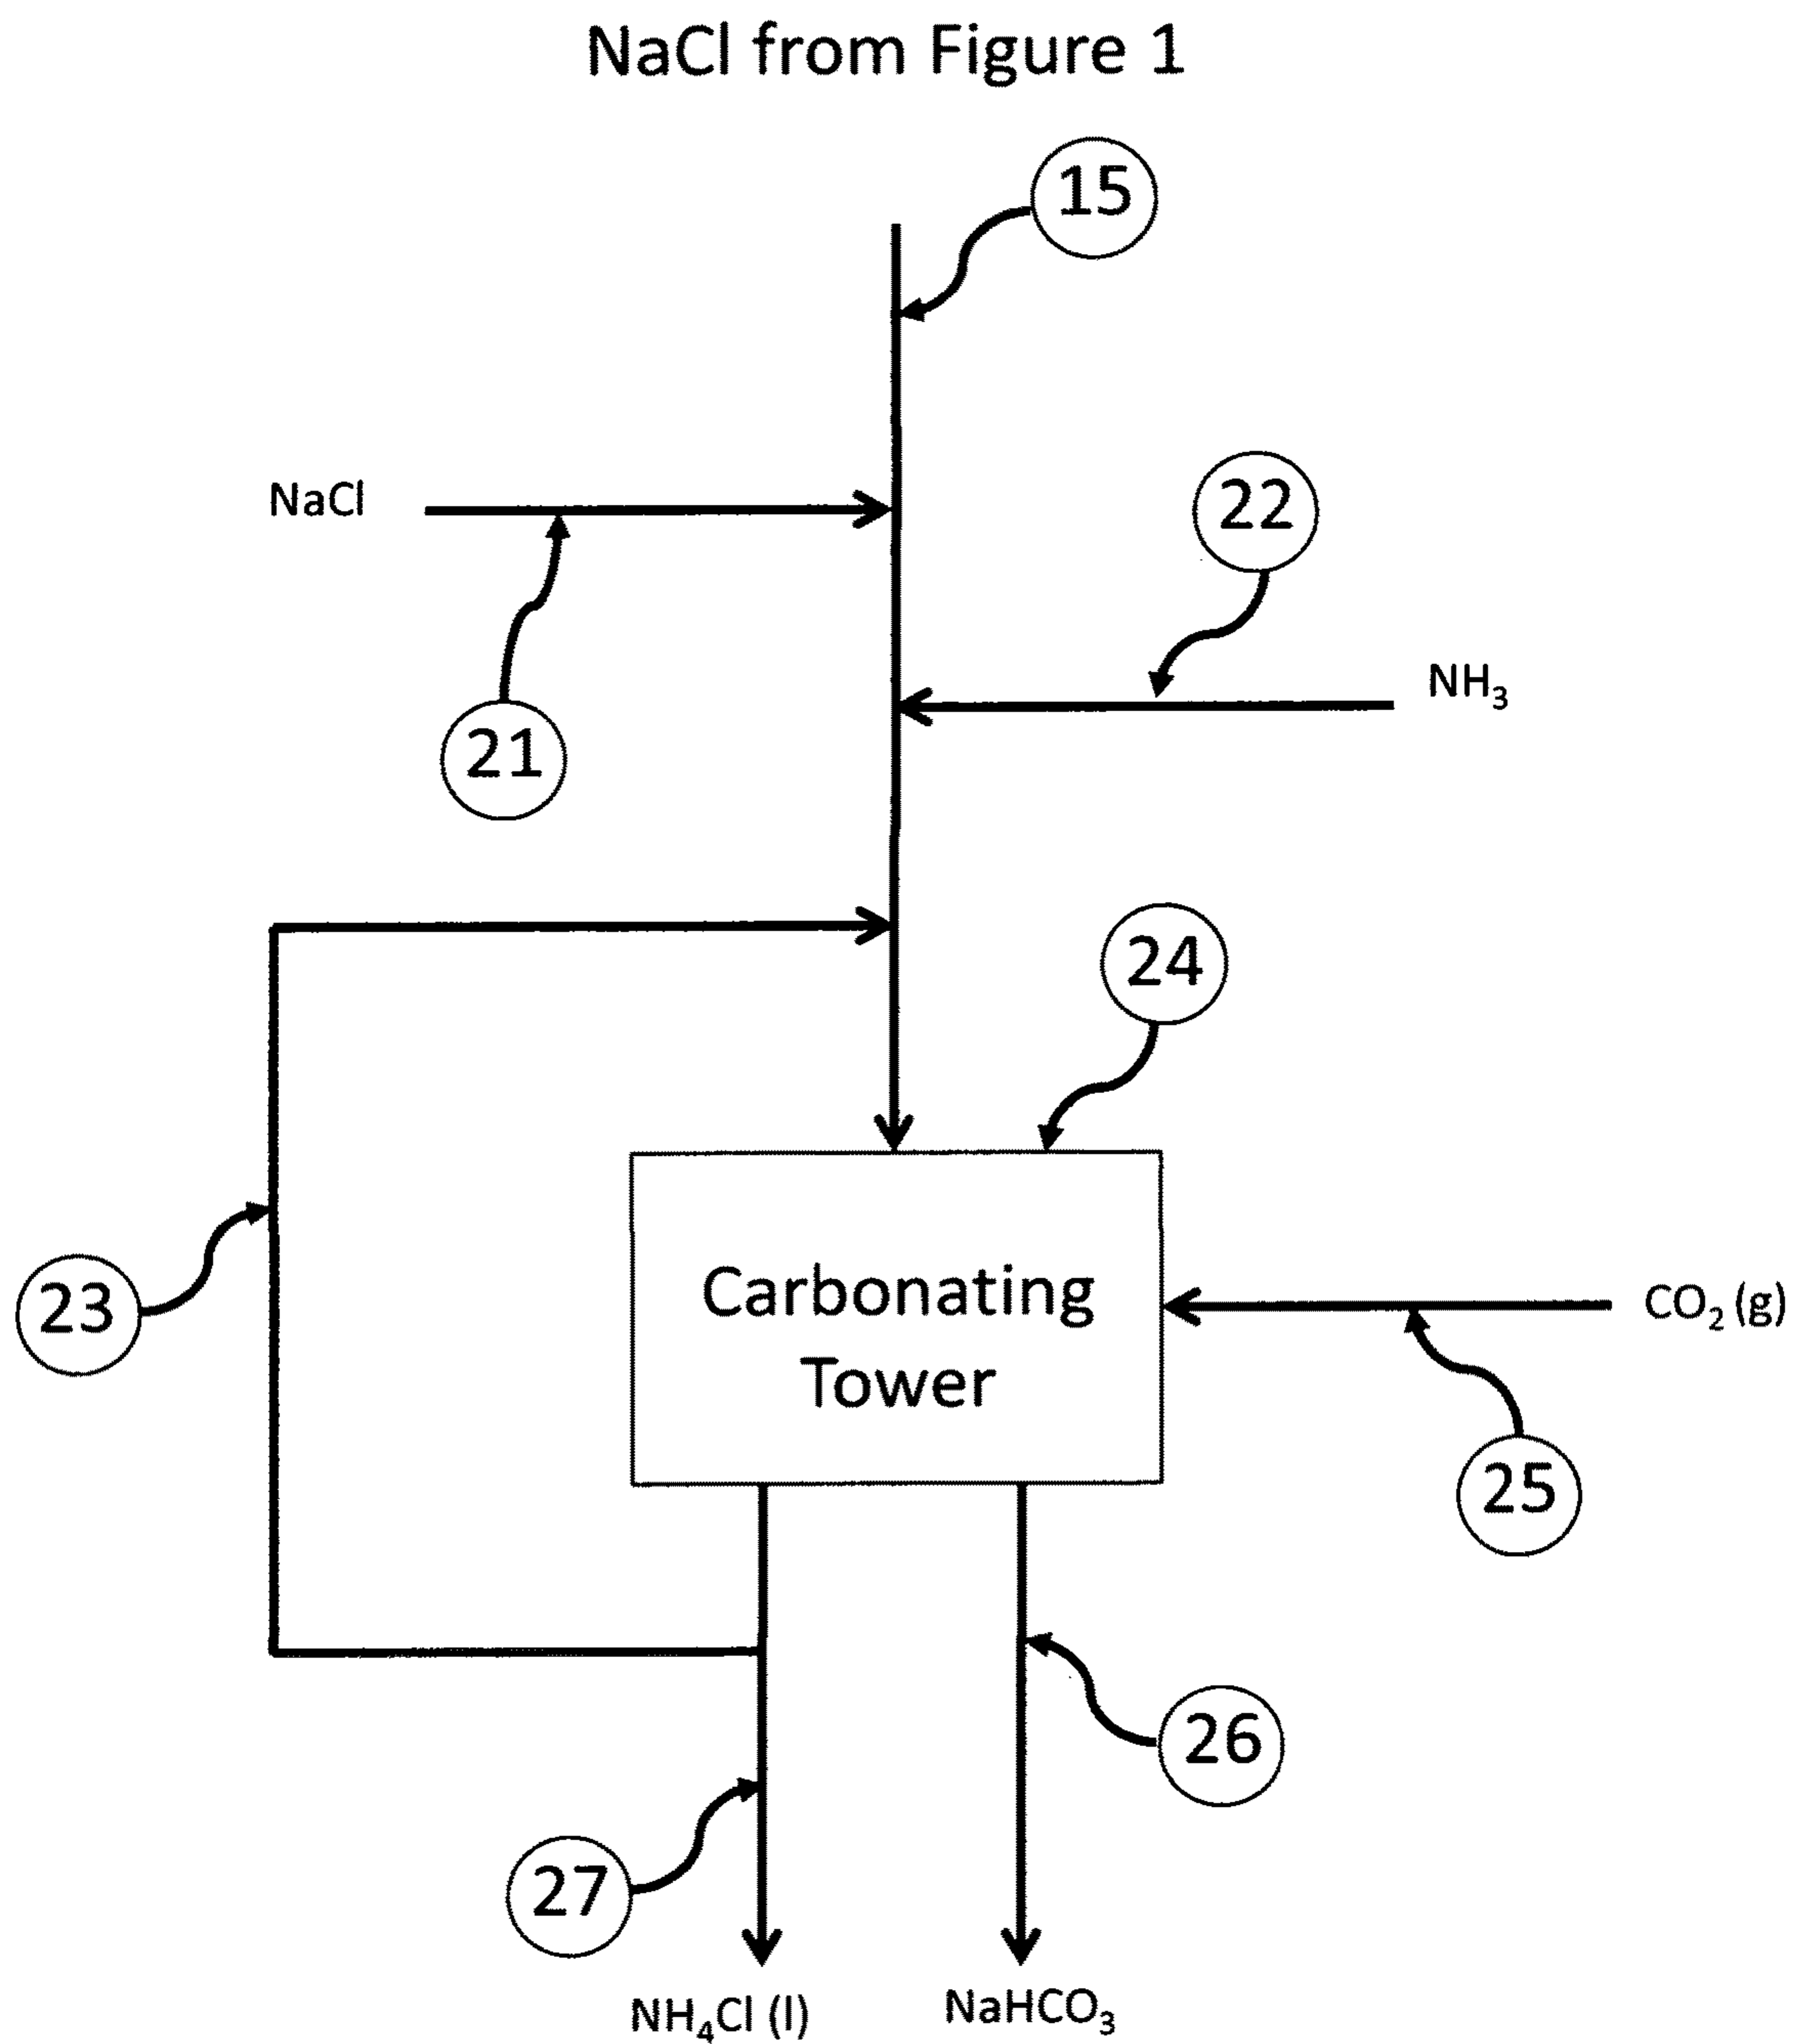 NaCl from Figure 1
15
NaCl
22
NH₃
21
24
23
Carbonating
Tower
CO₂ (g)
25
26
27
NH₄Cl (l)
NaHCO₃